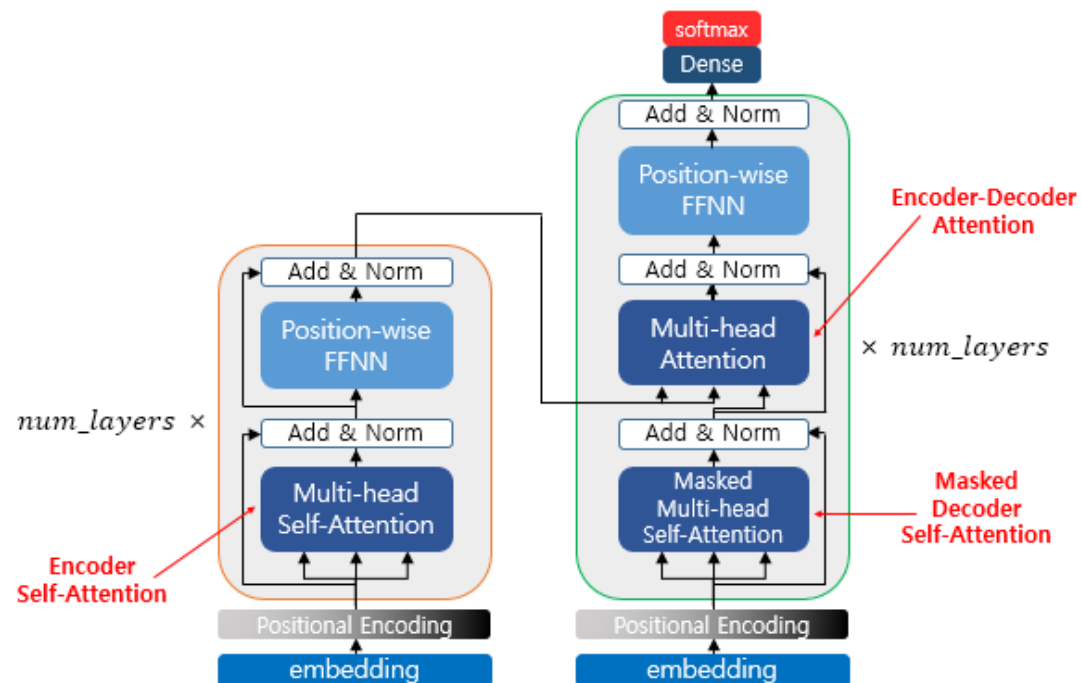 softmax
Dense
Add & Norm
Position-wise
FFNN
Encoder-Decoder
Attention
Add & Norm
Multi-head
Attention
× num_layers
Add & Norm
Masked
Multi-head
Self-Attention
Masked
Decoder
Self-Attention
Positional Encoding
embedding
Add & Norm
Position-wise
FFNN
num_layers ×
Add & Norm
Multi-head
Self-Attention
Encoder
Self-Attention
Positional Encoding
embedding